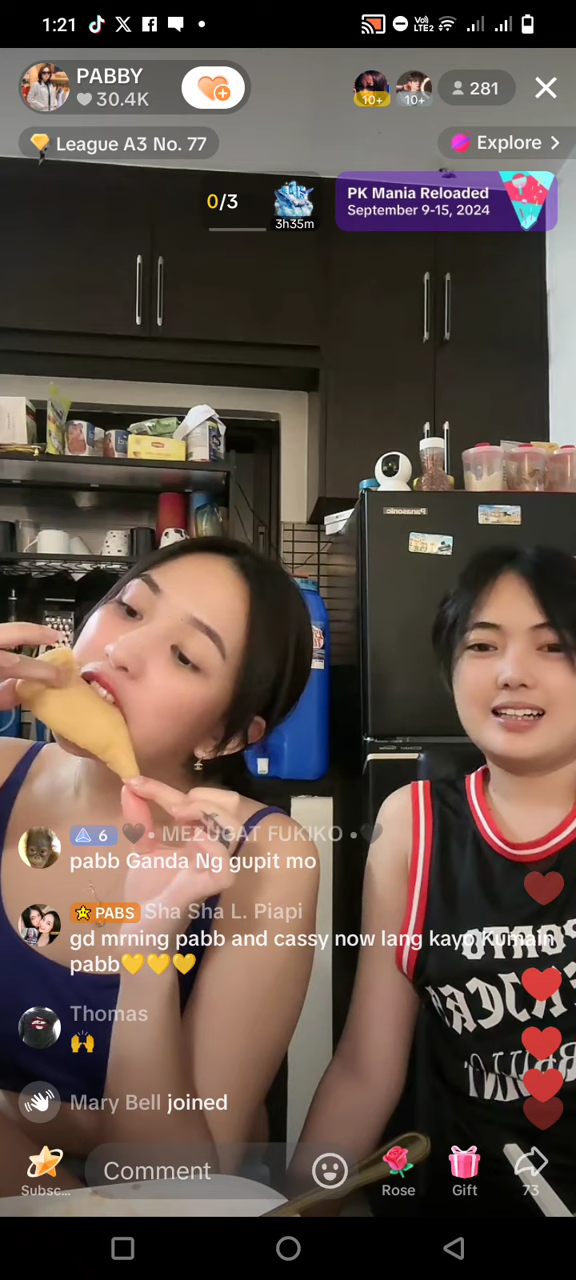 1:21
Vo))
LTE2
PABBY
30.4K
10+
10+
281
League A3 No. 77
Explore
0/3
3h35m
PK Mania Reloaded
September 9-15, 2024
Panasonic
6 🖤• MEZUGAT FUKIKO •🖤
pabb Ganda Ng gupit mo
PABS Sha Sha L. Piapi
gd mrning pabb and cassy now lang kayo Kumain
pabb💛💛💛
Thomas
🙌
Mary Bell joined
Subsc...
Comment
Rose
Gift
73